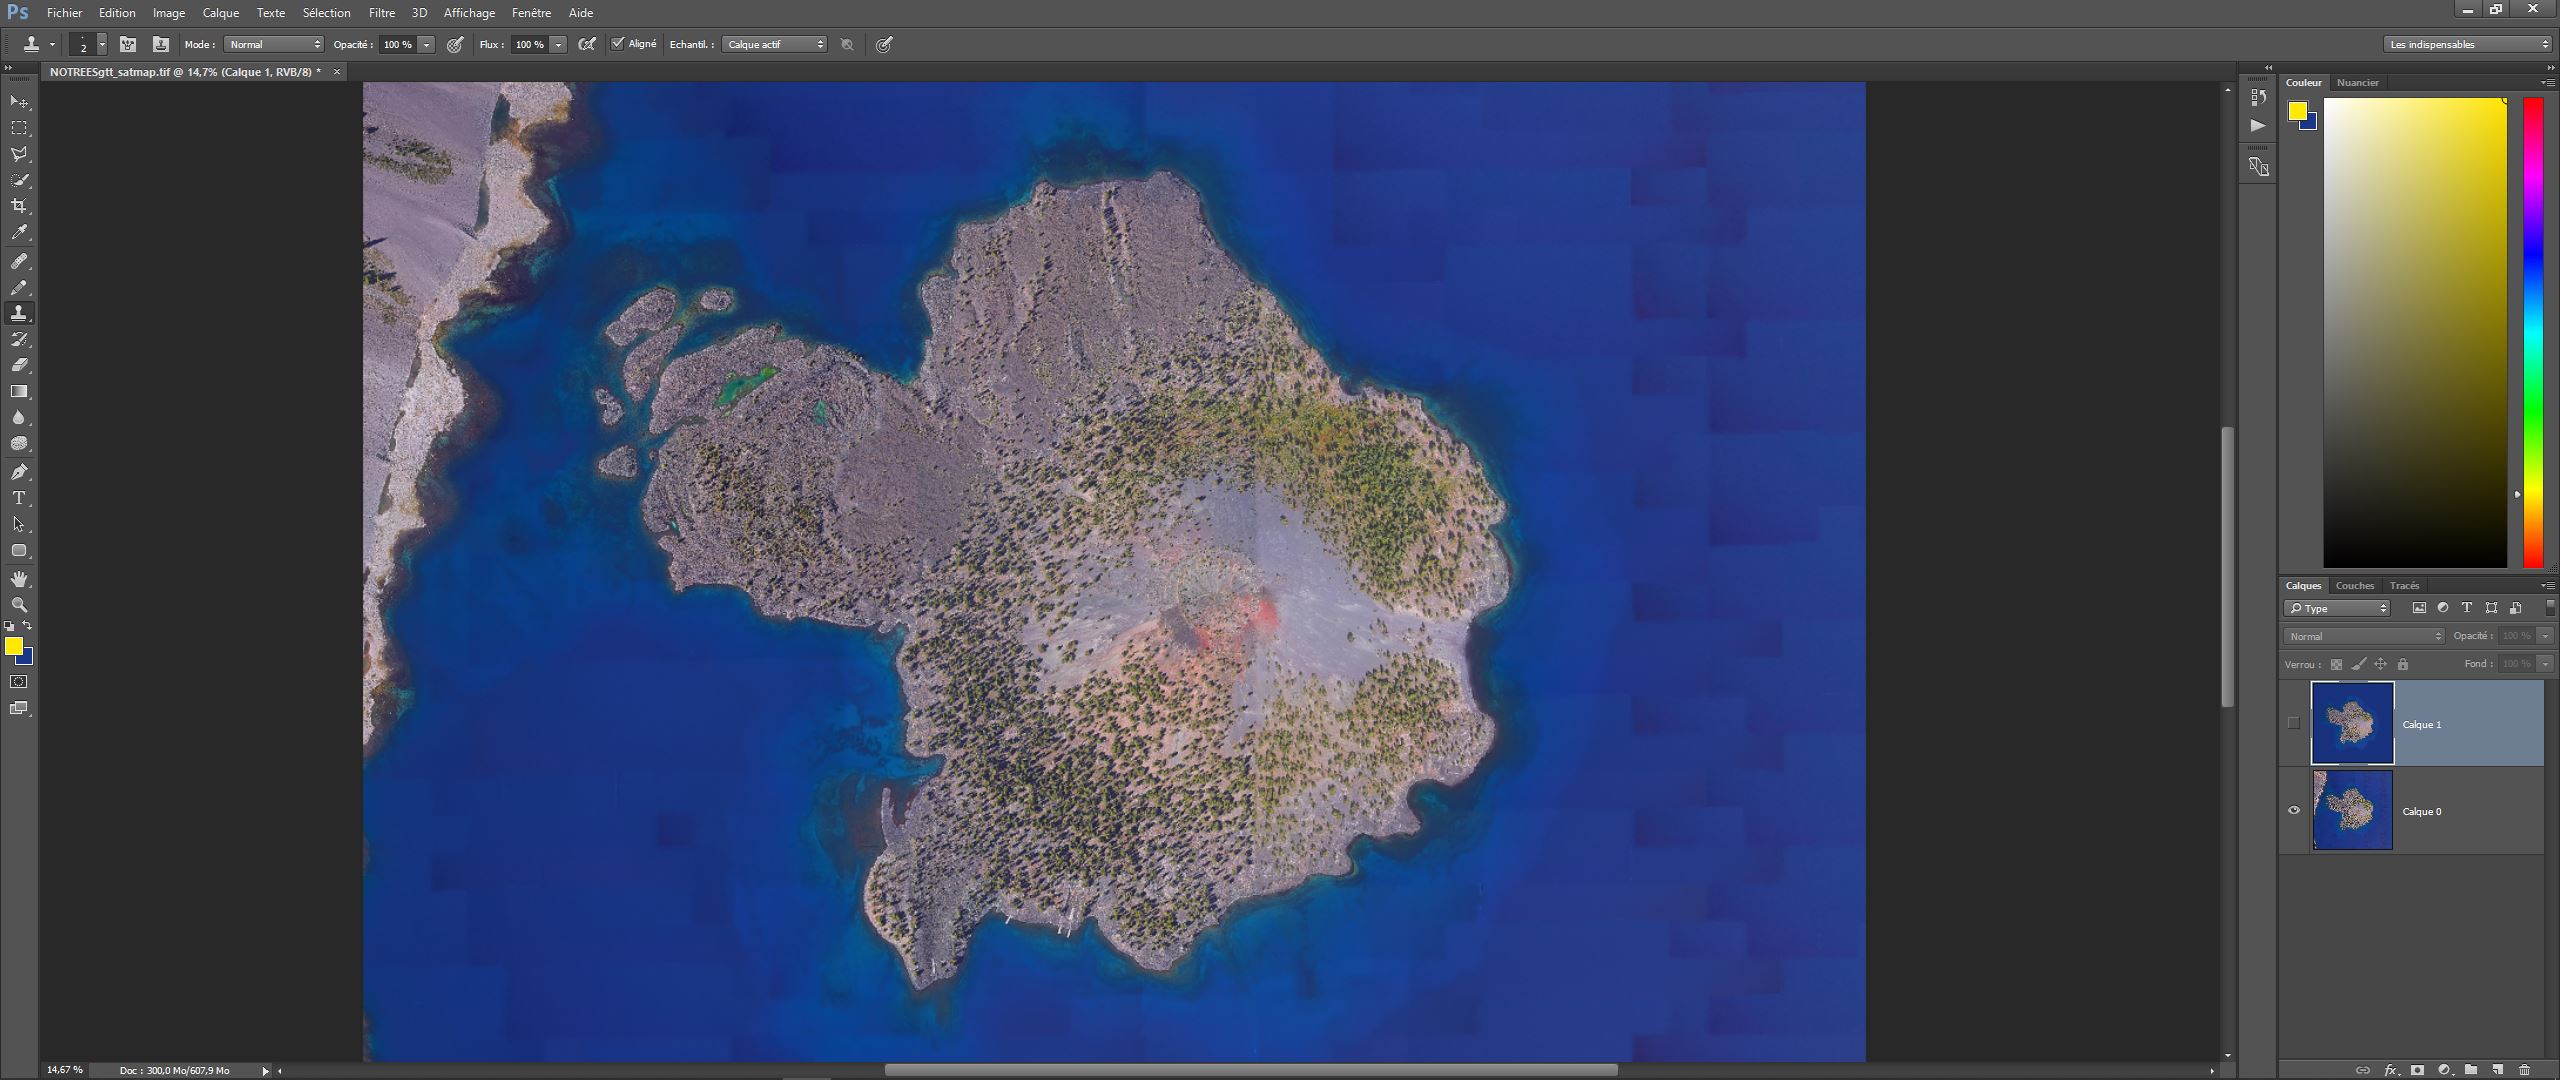 Ps Fichier Edition Image Calque Texte Sélection Filtre 3D Affichage Fenêtre Aide
2 Mode : Normal Opacité : 100 % Flux : 100 % Aligné Echantil. : Calque actif Les indispensables
NOTREESgtt_satmap.tif @ 14,7% (Calque 1, RVB/8) * ×
Couleur Nuancier
Calques Couches Tracés
Type
Normal Opacité : 100 %
Verrou : Fond : 100 %
Calque 1
Calque 0
14,67 % Doc : 300,0 Mo/607,9 Mo